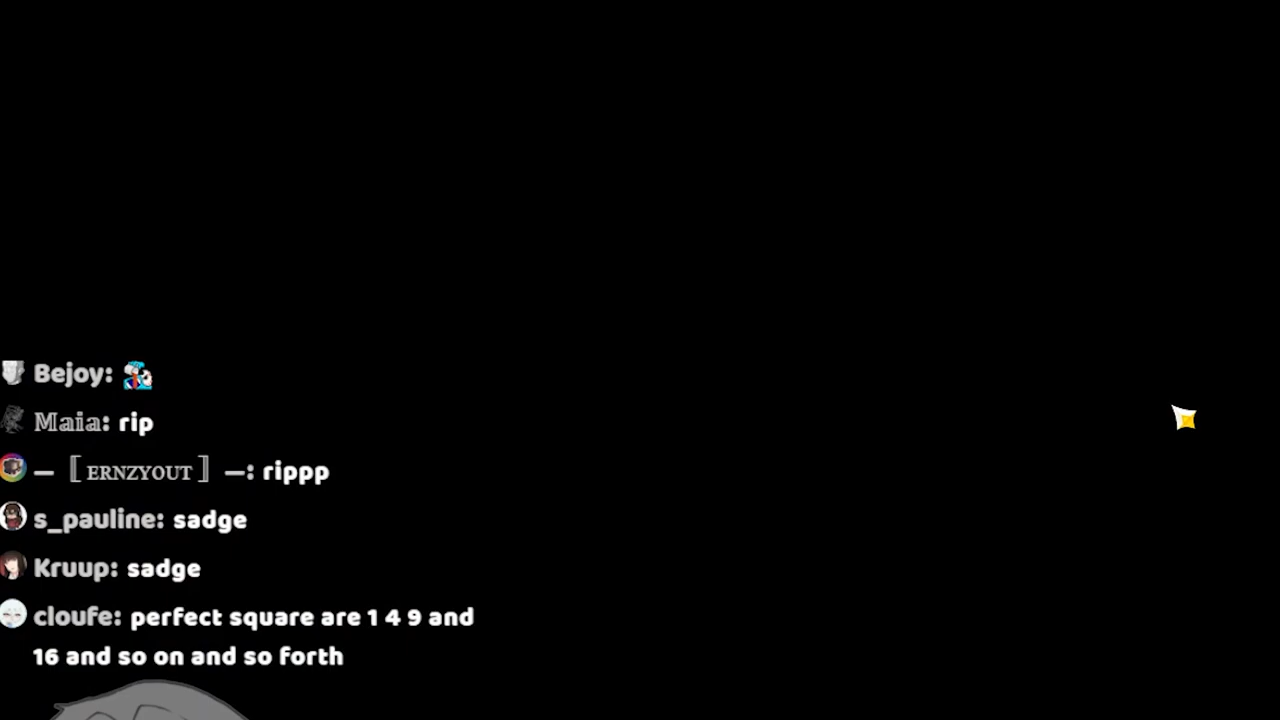 Bejoy:
𝕄𝕒𝕚𝕒: rip
— 〚 ERNZYOUT 〛 —: rippp
s_pauline: sadge
Kruup: sadge
cloufe: perfect square are 1 4 9 and
16 and so on and so forth